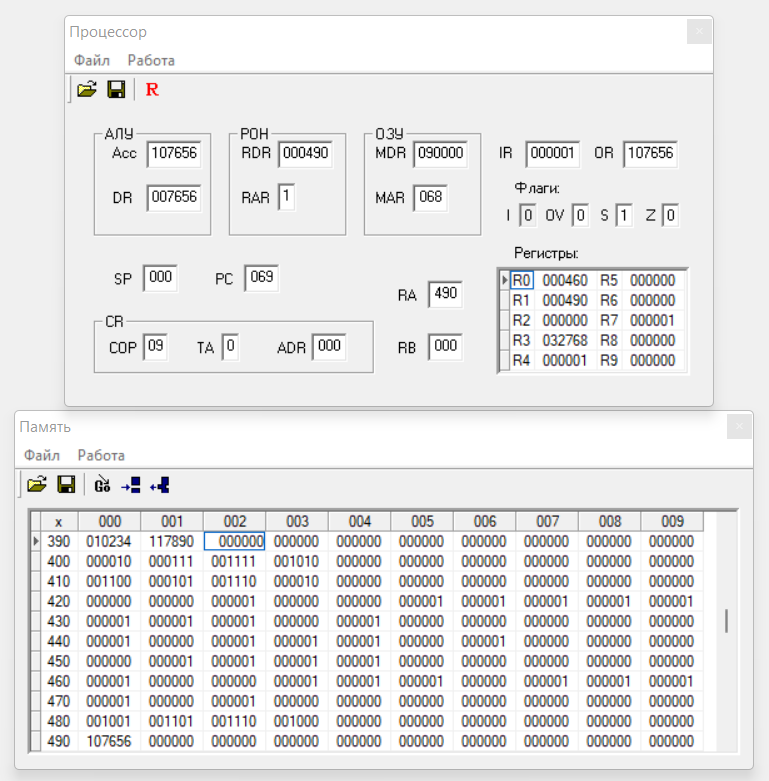 Процессор
Файл Работа
R
АЛУ РОН ОЗУ
Acc 107656 RDR 000490 MDR 090000 IR 000001 OR 107656
DR 007656 RAR 1 MAR 068
Флаги:
I 0 OV 0 S 1 Z 0
SP 000 PC 069
Регистры:
RA 490
R0 000460 R5 000000
R1 000490 R6 000000
R2 000000 R7 000001
R3 032768 R8 000000
R4 000001 R9 000000
CR
COP 09 TA 0 ADR 000 RB 000
Память
Файл Работа
Go
x 000 001 002 003 004 005 006 007 008 009
390 010234 117890 000000 000000 000000 000000 000000 000000 000000 000000
400 000010 000111 001111 001010 000000 000000 000000 000000 000000 000000
410 001100 000101 001110 000010 000000 000000 000000 000000 000000 000000
420 000000 000000 000001 000000 000000 000001 000001 000001 000001 000001
430 000001 000001 000000 000000 000001 000000 000000 000000 000000 000000
440 000001 000000 000001 000001 000001 000000 000001 000000 000000 000000
450 000000 000001 000001 000001 000000 000000 000000 000000 000000 000000
460 000001 000000 000000 000001 000001 000001 000000 000001 000001 000001
470 000001 000000 000001 000000 000000 000000 000000 000000 000000 000000
480 001001 001101 001110 001000 000000 000000 000000 000000 000000 000000
490 107656 000000 000000 000000 000000 000000 000000 000000 000000 000000